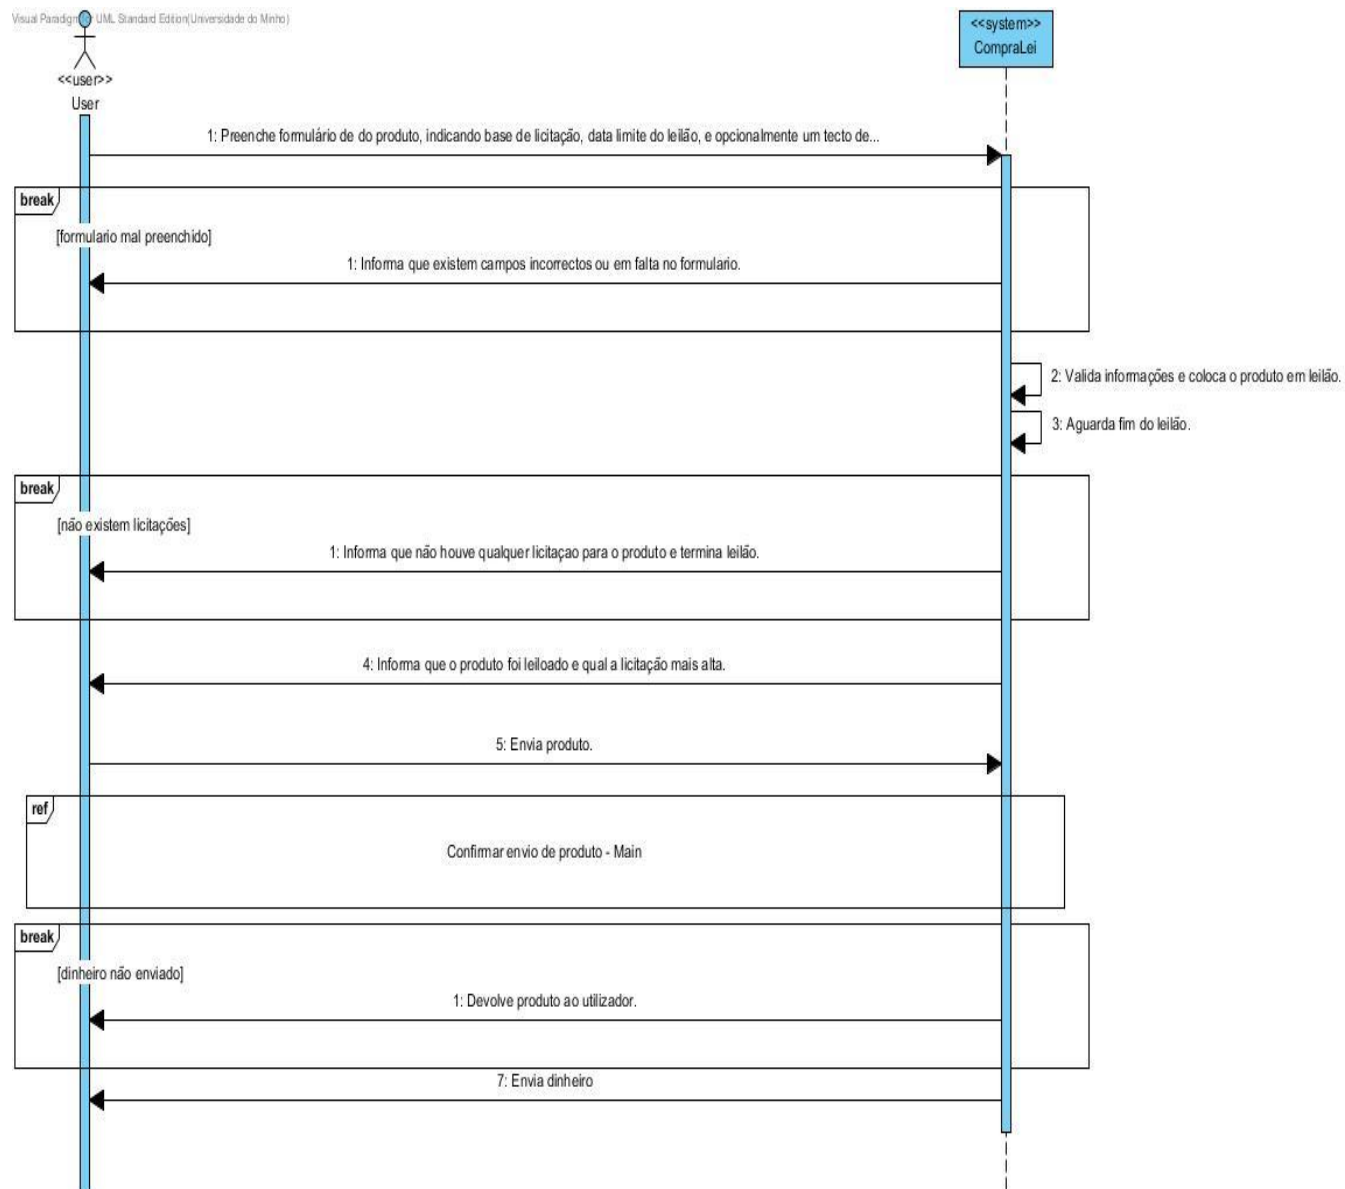 Visual Paradigm UML Standard Edition(Universidade do Minho)
<<user>>
User
<<system>>
CompraLei
1: Preenche formulário de do produto, indicando base de licitação, data limite do leilão, e opcionalmente um tecto de...
break
[formulario mal preenchido]
1: Informa que existem campos incorrectos ou em falta no formulario.
2: Valida informações e coloca o produto em leilão.
3: Aguarda fim do leilão.
break
[não existem licitações]
1: Informa que não houve qualquer licitaçao para o produto e termina leilão.
4: Informa que o produto foi leiloado e qual a licitação mais alta.
5: Envia produto.
ref
Confirmar envio de produto - Main
break
[dinheiro não enviado]
1: Devolve produto ao utilizador.
7: Envia dinheiro